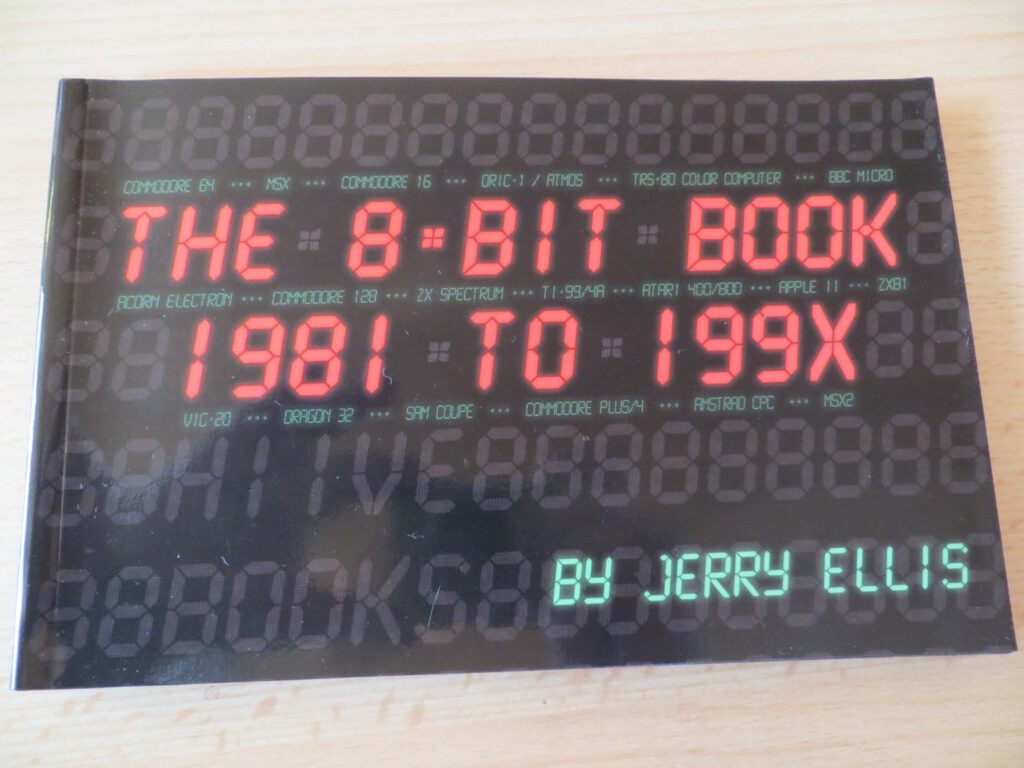 COMMODORE 64 ··· MSX ··· COMMODORE 16 ··· ORIC-1 / ATMOS ··· TRS-80 COLOR COMPUTER ··· BBC MICRO
THE 8-BIT BOOK
ACORN ELECTRON ··· COMMODORE 128 ··· ZX SPECTRUM ··· TI-99/4A ··· ATARI 400/800 ··· APPLE II ··· ZX81
1981 TO 199X
VIC-20 ··· DRAGON 32 ··· SAM COUPE ··· COMMODORE PLUS/4 ··· AMSTRAD CPC ··· MSX2
BY JERRY ELLIS